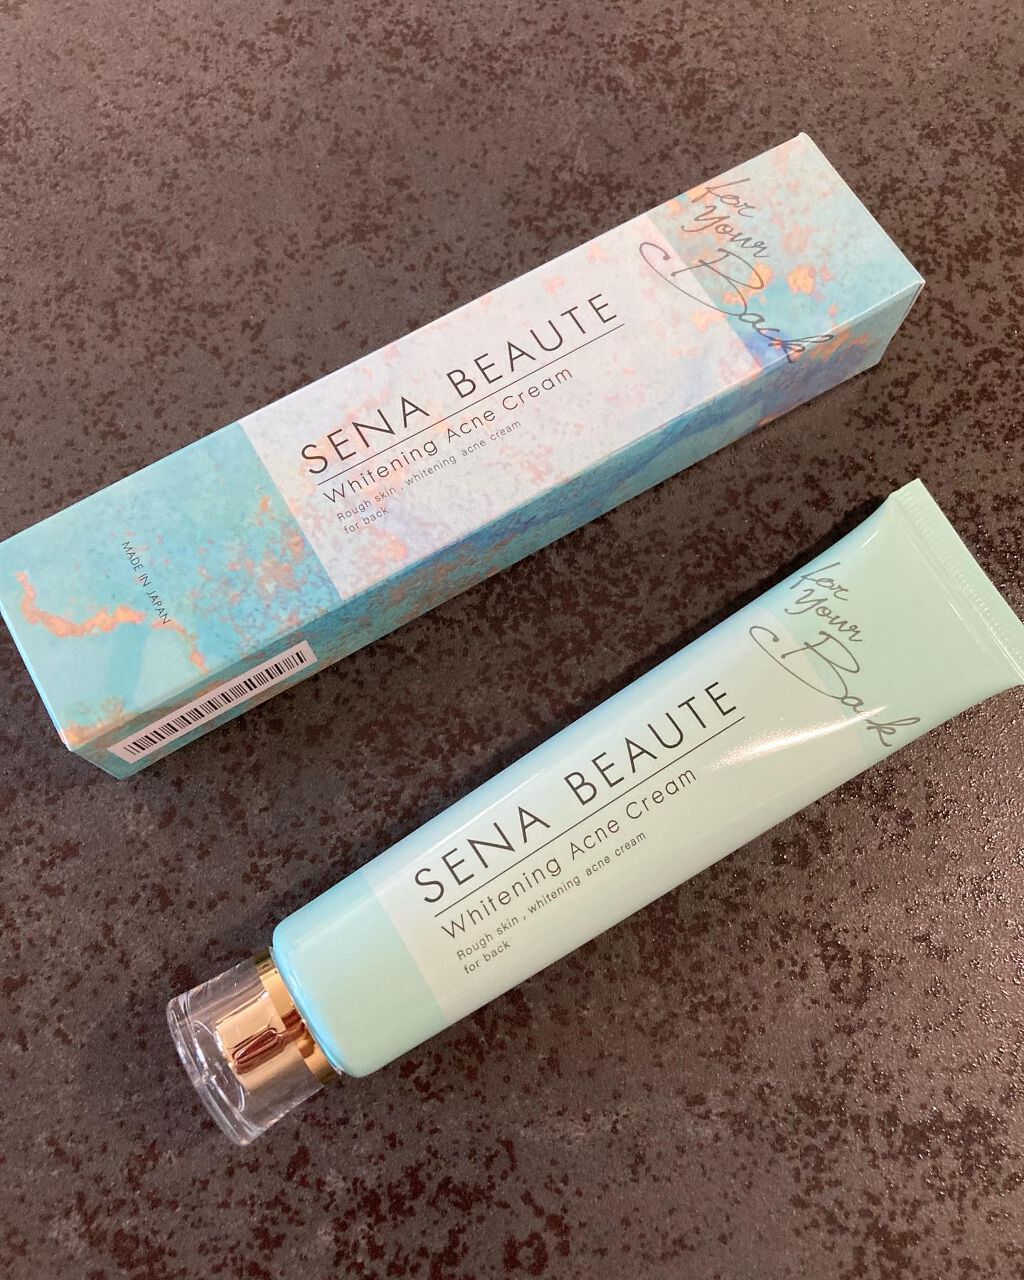 for
Your
Back
SENA BEAUTE
Whitening Acne Cream
Rough skin , whitening acne cream
for back
MADE IN JAPAN
for
Your
Back
SENA BEAUTE
Whitening Acne Cream
Rough skin , whitening acne cream
for back